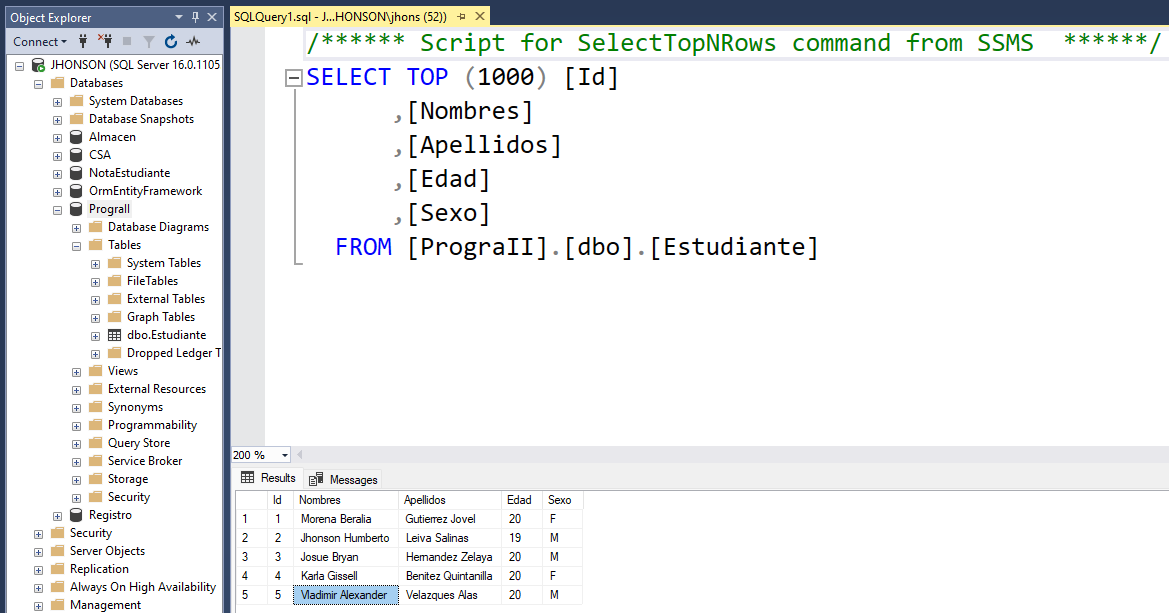 Object Explorer
Connect
JHONSON (SQL Server 16.0.1105
Databases
System Databases
Database Snapshots
Almacen
CSA
NotaEstudiante
OrmEntityFramework
PrograII
Database Diagrams
Tables
System Tables
FileTables
External Tables
Graph Tables
dbo.Estudiante
Dropped Ledger T
Views
External Resources
Synonyms
Programmability
Query Store
Service Broker
Storage
Security
Registro
Security
Server Objects
Replication
Always On High Availability
Management
SQLQuery1.sql - J...HONSON\jhons (52))
/****** Script for SelectTopNRows command from SSMS  ******/
SELECT TOP (1000) [Id]
,[Nombres]
,[Apellidos]
,[Edad]
,[Sexo]
FROM [PrograII].[dbo].[Estudiante]
200 %
Results Messages
Id Nombres Apellidos Edad Sexo
1 1 Morena Beralia Gutierrez Jovel 20 F
2 2 Jhonson Humberto Leiva Salinas 19 M
3 3 Josue Bryan Hernandez Zelaya 20 M
4 4 Karla Gissell Benitez Quintanilla 20 F
5 5 Vladimir Alexander Velazques Alas 20 M